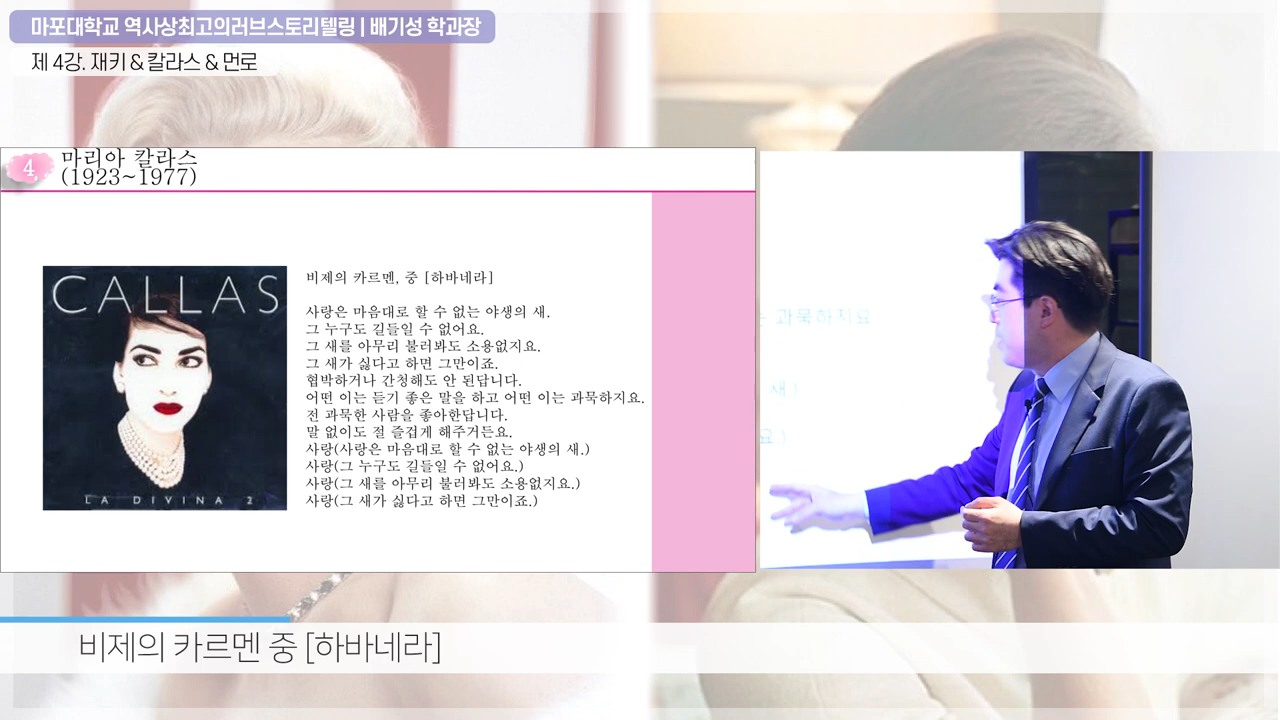 마포대학교 역사상최고의러브스토리텔링 | 배기성 학과장
제 4강. 재키 & 칼라스 & 먼로
4
마리아 칼라스
(1923~1977)
CALLAS
LA DIVINA 2
비제의 카르멘, 중 [하바네라]
사랑은 마음대로 할 수 없는 야생의 새.
그 누구도 길들일 수 없어요.
그 새를 아무리 불러봐도 소용없지요.
그 새가 싫다고 하면 그만이죠.
협박하거나 간청해도 안 된답니다.
어떤 이는 듣기 좋은 말을 하고 어떤 이는 과묵하지요.
전 과묵한 사람을 좋아한답니다.
말 없이도 절 즐겁게 해주거든요.
사랑(사랑은 마음대로 할 수 없는 야생의 새.)
사랑(그 누구도 길들일 수 없어요.)
사랑(그 새를 아무리 불러봐도 소용없지요.)
사랑(그 새가 싫다고 하면 그만이죠.)
는 과묵하지요
새)
요)
비제의 카르멘 중 [하바네라]